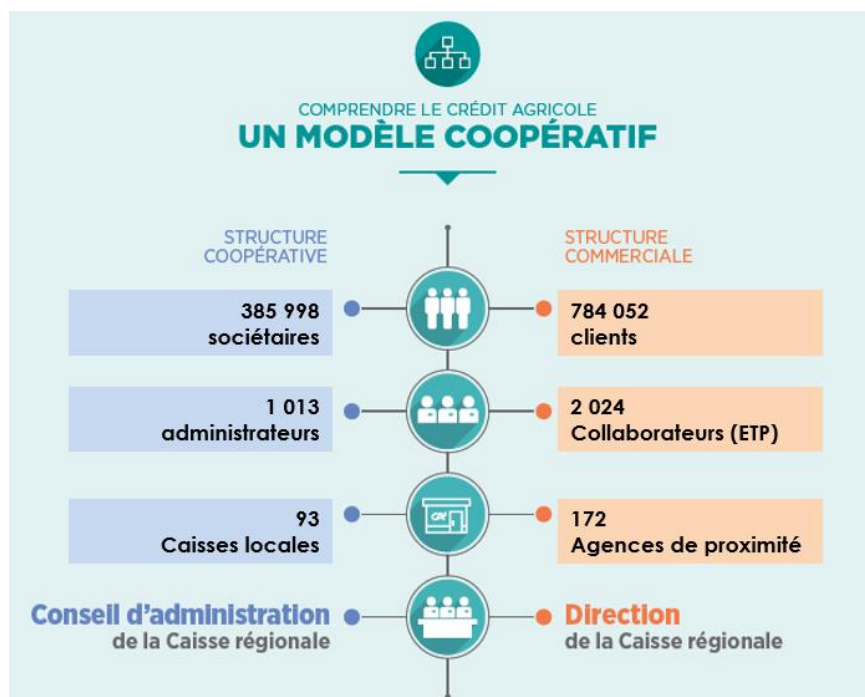 COMPRENDRE LE CRÉDIT AGRICOLE
UN MODÈLE COOPÉRATIF
STRUCTURE
COOPÉRATIVE
STRUCTURE
COMMERCIALE
385 998
sociétaires
784 052
clients
1 013
administrateurs
2 024
Collaborateurs (ETP)
93
Caisses locales
172
Agences de proximité
Conseil d'administration
de la Caisse régionale
Direction
de la Caisse régionale